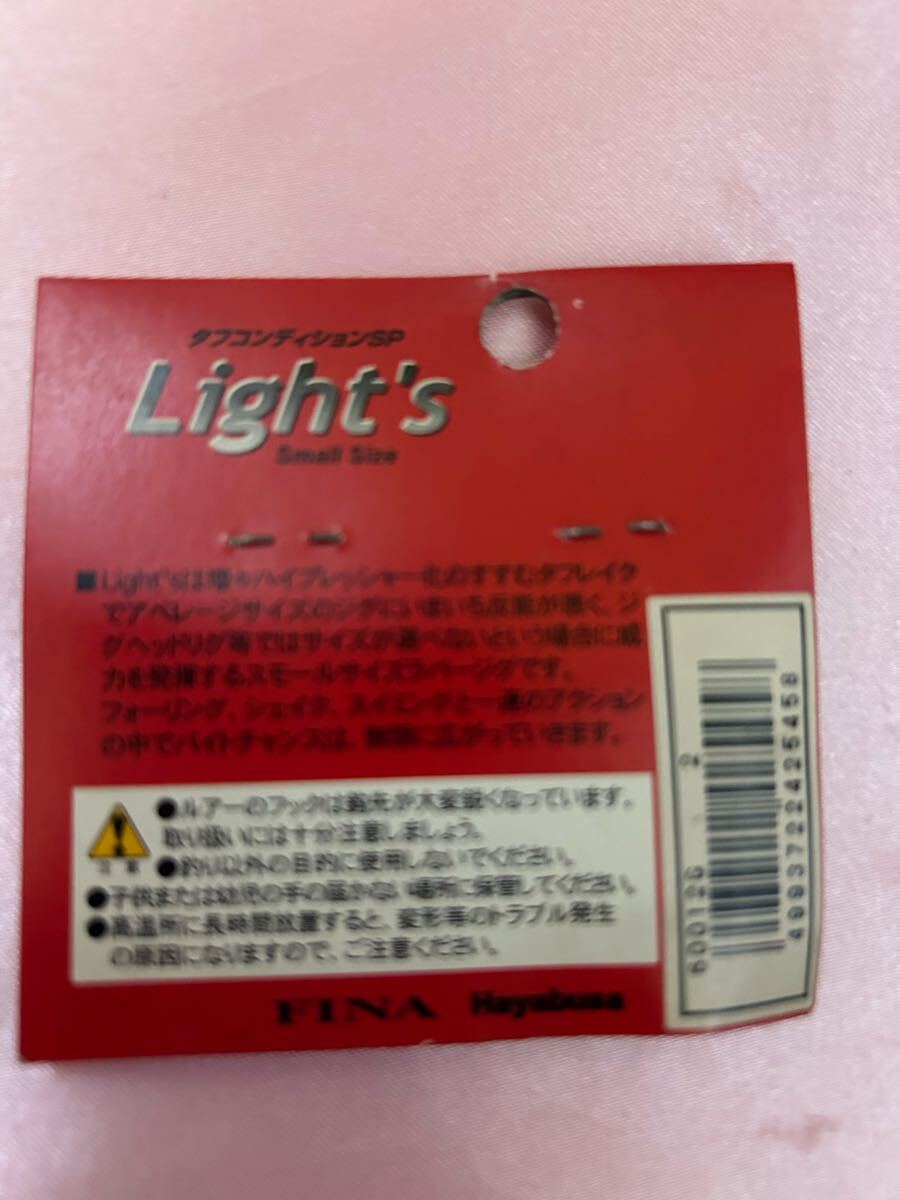 タフコンディションSP
Light's
Small Size
■Light'sは増々ハイプレッシャー化のすすむタフレイク
でアベレージサイズのジグにいまいち反応が悪く、ジ
グヘッドリグ等ではサイズが選べないという場合に威
力を発揮するスモールサイズラバージグです。
フォーリング、シェイク、スイミングと一連のアクション
の中でバイトチャンスは、無限に広がっていきます。
●ルアーのフックは鈎先が大変鋭くなっています。
取り扱いには十分注意しましょう。
注意
●釣り以外の目的に使用しないでください。
●子供または幼児の手の届かない場所に保管してください。
●高温所に長時間放置すると、変形等のトラブル発生
の原因になりますので、ご注意ください。
FINA Hayabusa
60012G 2
4993722425458